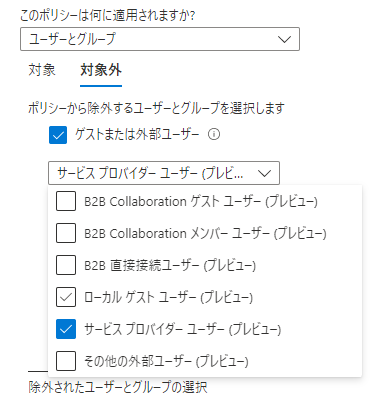 このポリシーは何に適用されますか?
ユーザーとグループ
対象 対象外
ポリシーから除外するユーザーとグループを選択します
ゲストまたは外部ユーザー
サービス プロバイダー ユーザー (プレビ...
B2B Collaboration ゲスト ユーザー (プレビュー)
B2B Collaboration メンバー ユーザー (プレビュー)
B2B 直接接続ユーザー (プレビュー)
ローカル ゲスト ユーザー (プレビュー)
サービス プロバイダー ユーザー (プレビュー)
その他の外部ユーザー (プレビュー)
除外されたユーザーとグループの選択